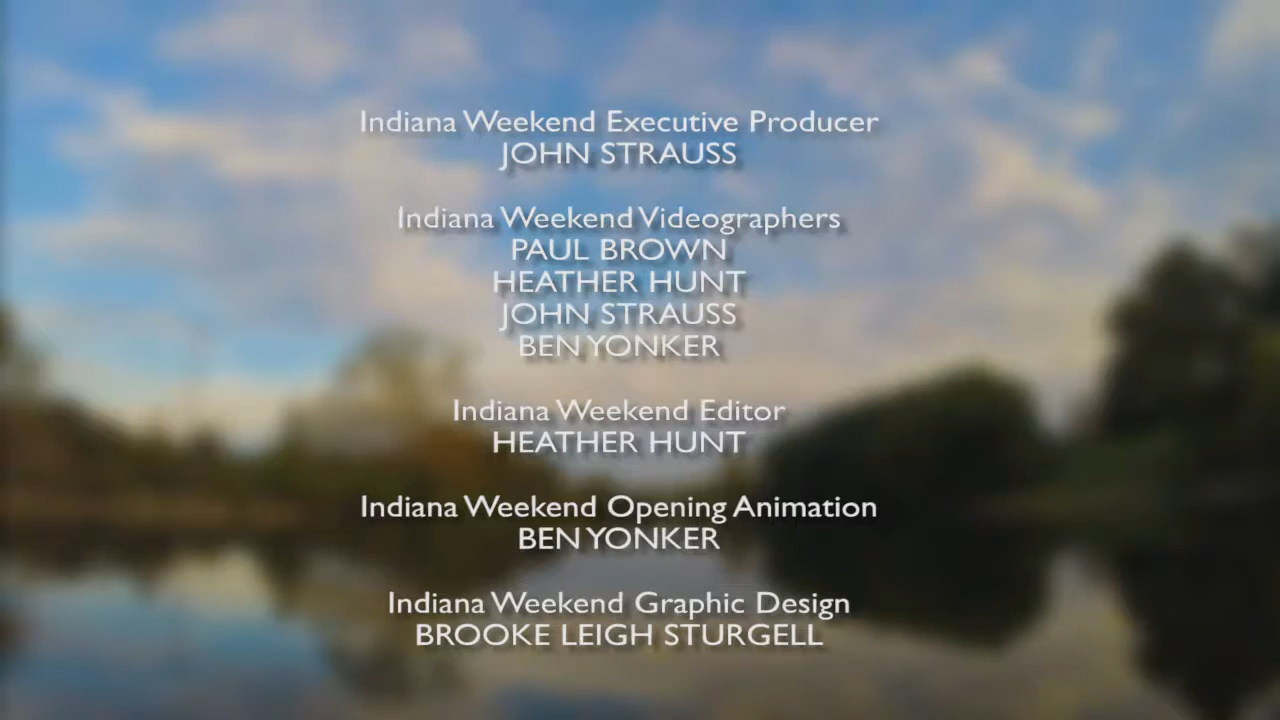 Indiana Weekend Executive Producer
JOHN STRAUSS
Indiana Weekend Videographers
PAUL BROWN
HEATHER HUNT
JOHN STRAUSS
BEN YONKER
Indiana Weekend Editor
HEATHER HUNT
Indiana Weekend Opening Animation
BEN YONKER
Indiana Weekend Graphic Design
BROOKE LEIGH STURGELL